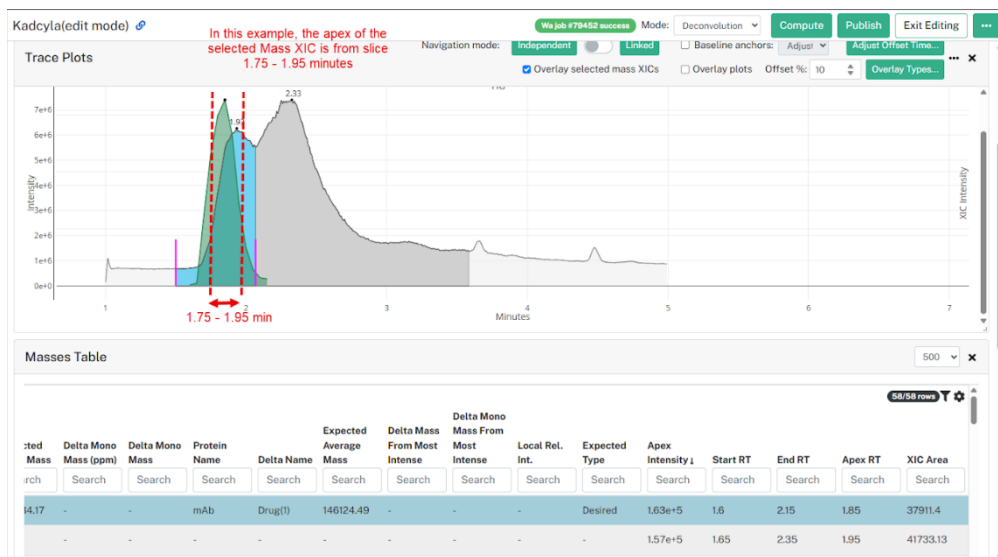 Kadcyla(edit mode)
Wa job #79452 success
Mode:
Deconvolution
Compute
Publish
Exit Editing
In this example, the apex of the
selected Mass XIC is from slice
1.75 - 1.95 minutes
Trace Plots
Navigation mode:
Independent
Linked
Baseline anchors:
Adjust
Adjust Offset Time...
Overlay selected mass XICs
Overlay plots
Offset %:
10
Overlay Types...
7e+6
6e+6
5e+6
4e+6
3e+6
2e+6
1e+6
0e+0
Intensity
2.33
XIC Intensity
1
2
3
4
5
6
7
Minutes
1.75 - 1.95 min
Masses Table
500
58/58 rows
Mass
Delta Mono Mass (ppm)
Delta Mono Mass
Protein Name
Delta Name
Expected Average Mass
Delta Mass From Most Intense
Delta Mono Mass From Most Intense
Local Rel. Int.
Expected Type
Apex Intensity↓
Start RT
End RT
Apex RT
XIC Area
Search Search Search Search Search Search Search Search Search Search Search Search Search Search
4.17 - - mAb Drug(1) 146124.49 - - - Desired 1.63e+5 1.6 2.15 1.85 37911.4
- - - - - - - - - 1.57e+5 1.65 2.35 1.95 41733.13